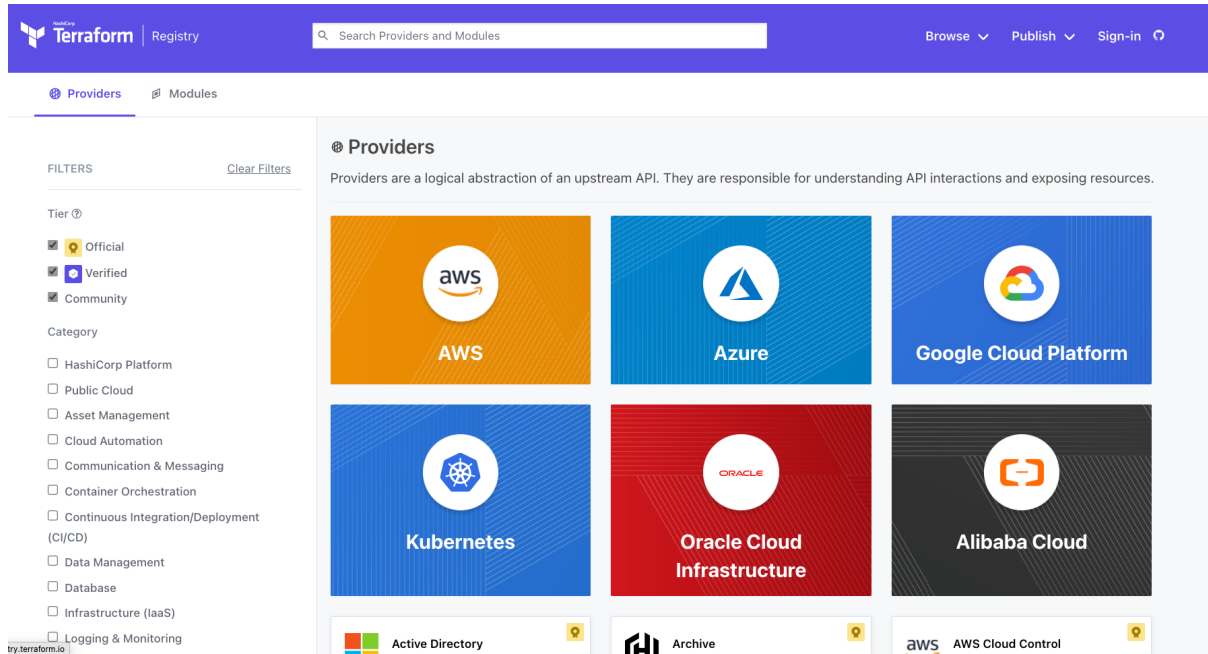 HashiCorp
Terraform
Registry
Search Providers and Modules
Browse
Publish
Sign-in
Providers
Modules
FILTERS
Clear Filters
Tier
Official
Verified
Community
Category
HashiCorp Platform
Public Cloud
Asset Management
Cloud Automation
Communication & Messaging
Container Orchestration
Continuous Integration/Deployment
(CI/CD)
Data Management
Database
Infrastructure (IaaS)
Logging & Monitoring
try.terraform.io
Providers
Providers are a logical abstraction of an upstream API. They are responsible for understanding API interactions and exposing resources.
aws
AWS
Azure
Google Cloud Platform
Kubernetes
ORACLE
Oracle Cloud
Infrastructure
Alibaba Cloud
Active Directory
Archive
aws
AWS Cloud Control